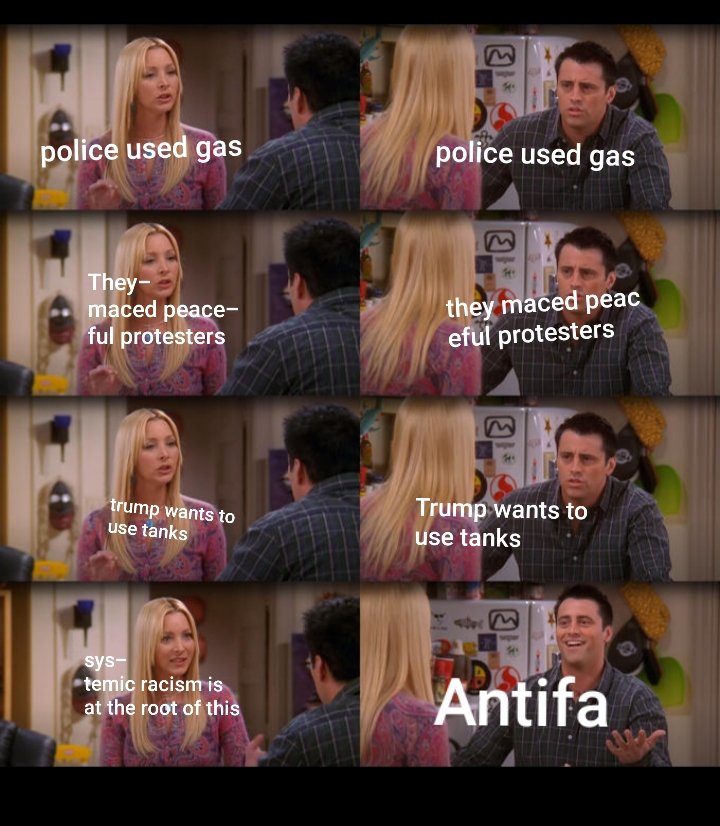 police used gas
police used gas
They–
maced peace–
ful protesters
they maced peac
eful protesters
trump wants to
use tanks
Trump wants to
use tanks
sys–
temic racism is
at the root of this
Antifa